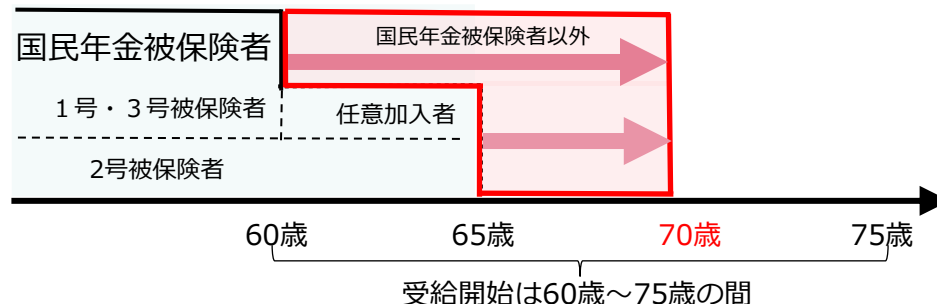 国民年金被保険者以外
国民年金被保険者
1号・3号被保険者
任意加入者
2号被保険者
60歳
65歳
70歳
75歳
受給開始は60歳～75歳の間